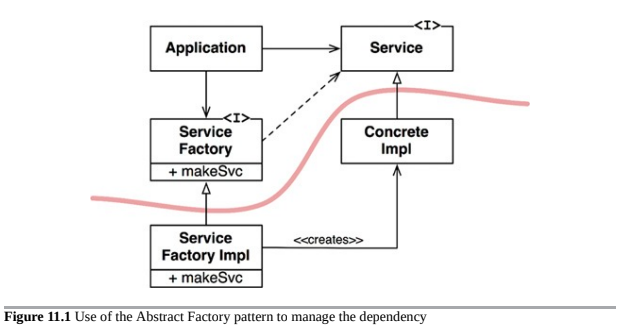 <I>
Application
Service
<I>
Service
Factory
+ makeSvc
Concrete
Impl
Service
Factory Impl
+ makeSvc
<<creates>>
Figure 11.1 Use of the Abstract Factory pattern to manage the dependency